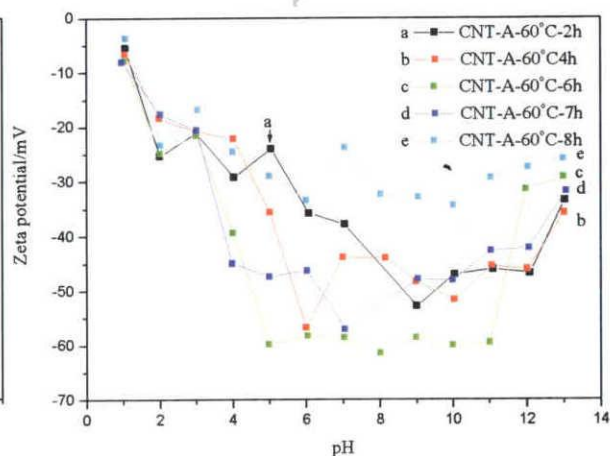 a CNT-A-60°C-2h
b CNT-A-60°C4h
c CNT-A-60°C-6h
d CNT-A-60°C-7h
e CNT-A-60°C-8h
a
e
c
d
b
Zeta potential/mV
0
-10
-20
-30
-40
-50
-60
-70
0 2 4 6 8 10 12 14
pH